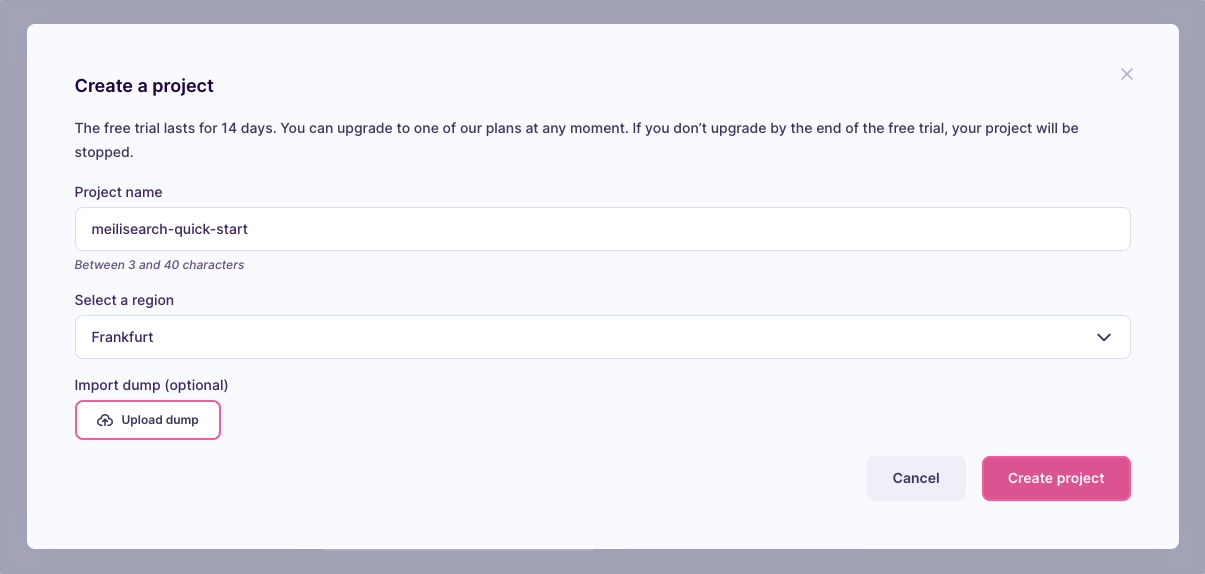 Create a project
The free trial lasts for 14 days. You can upgrade to one of our plans at any moment. If you don’t upgrade by the end of the free trial, your project will be
stopped.
Project name
meilisearch-quick-start
Between 3 and 40 characters
Select a region
Frankfurt
Import dump (optional)
Upload dump
Cancel
Create project